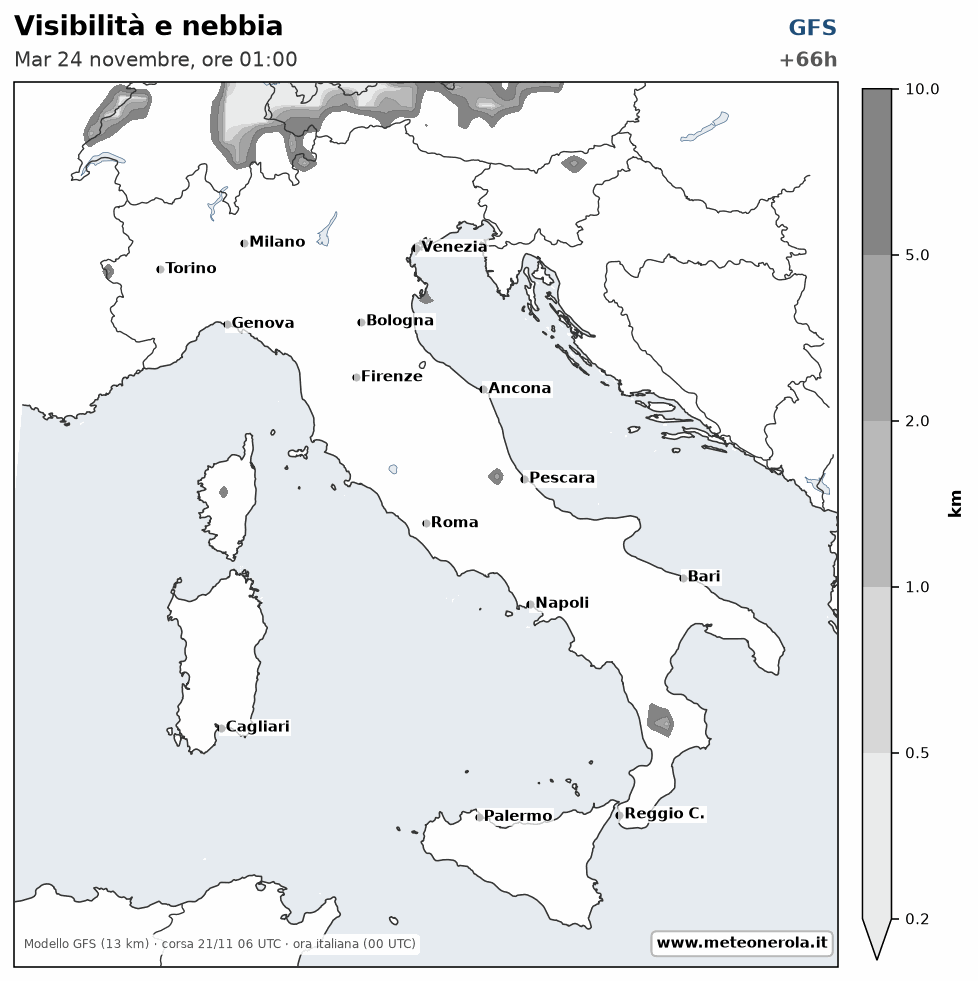 Visibilità e nebbia
GFS
Mar 24 novembre, ore 01:00
+66h
10.0
5.0
2.0
1.0
0.5
0.2
km
Milano
Venezia
Torino
Genova
Bologna
Firenze
Ancona
Pescara
Roma
Bari
Napoli
Cagliari
Palermo
Reggio C.
Modello GFS (13 km) · corsa 21/11 06 UTC · ora italiana (00 UTC)
www.meteonerola.it